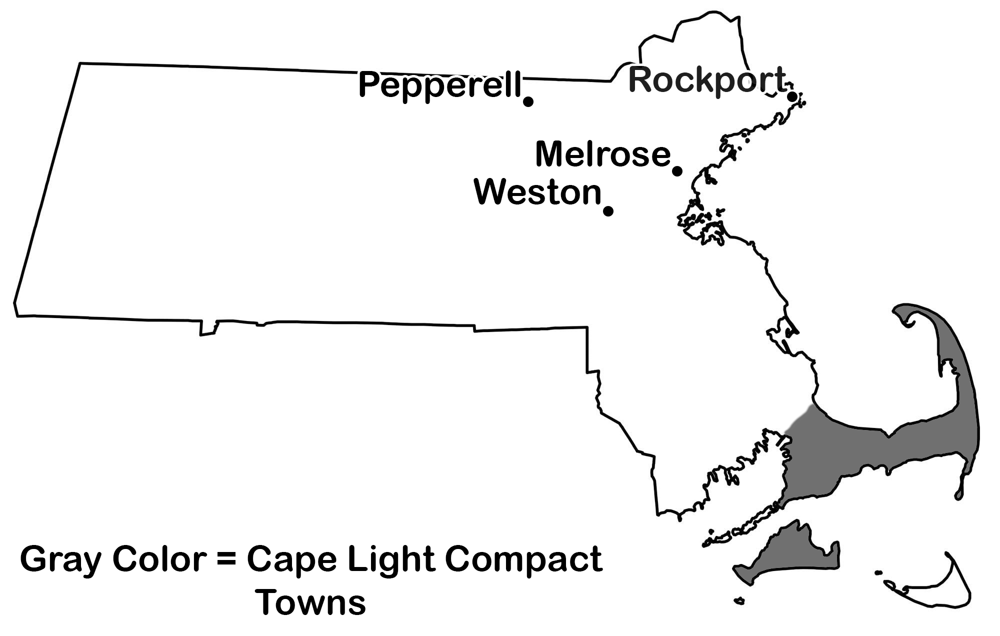 Pepperell
Rockport
Melrose
Weston
Gray Color = Cape Light Compact
Towns